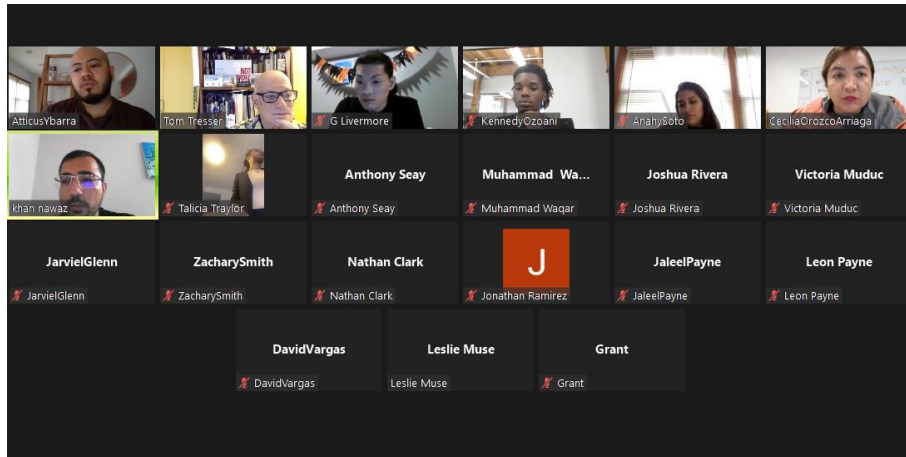 AtticusYbarra
NOT
Tom Tresser
G Livermore
KennedyOzoani
AnahySoto
CeciliaOrozcoArriaga
khan nawaz
Talicia Traylor
Anthony Seay
Anthony Seay
Muhammad Wa...
Muhammad Waqar
Joshua Rivera
Joshua Rivera
Victoria Muduc
Victoria Muduc
JarvielGlenn
JarvielGlenn
ZacharySmith
ZacharySmith
Nathan Clark
Nathan Clark
J
Jonathan Ramirez
JaleelPayne
JaleelPayne
Leon Payne
Leon Payne
DavidVargas
DavidVargas
Leslie Muse
Leslie Muse
Grant
Grant